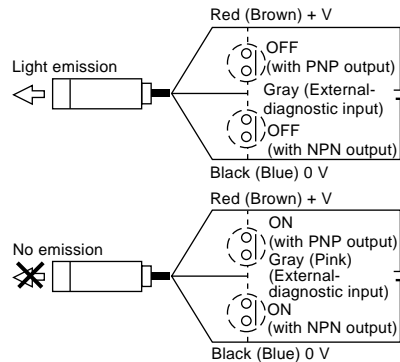 Red (Brown) + V
OFF
(with PNP output)
Light emission
Gray (External-
diagnostic input)
OFF
(with NPN output)
Black (Blue) 0 V
Red (Brown) + V
ON
(with PNP output)
No emission
Gray (Pink)
(External-
diagnostic input)
ON
(with NPN output)
Black (Blue) 0 V